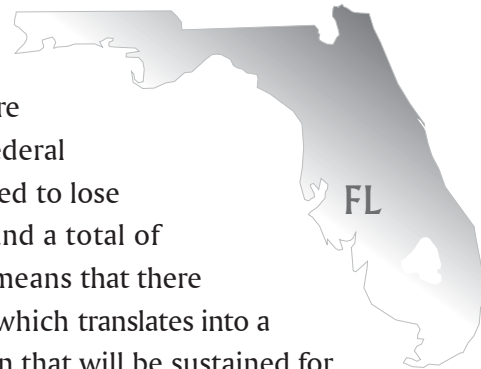 re
ederal
ed to lose
FL
nd a total of
means that there
which translates into a
n that will be sustained for